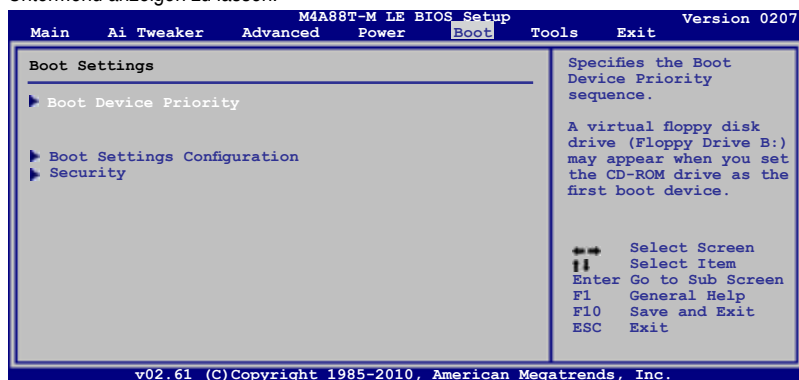 M4A88T-M LE BIOS Setup Version 0207
Main Ai Tweaker Advanced Power Boot Tools Exit
Boot Settings
Boot Device Priority
Boot Settings Configuration
Security
Specifies the Boot
Device Priority
sequence.
A virtual floppy disk
drive (Floppy Drive B:)
may appear when you set
the CD-ROM drive as the
first boot device.
Select Screen
Select Item
Enter Go to Sub Screen
F1 General Help
F10 Save and Exit
ESC Exit
v02.61 (C)Copyright 1985-2010, American Megatrends, Inc.